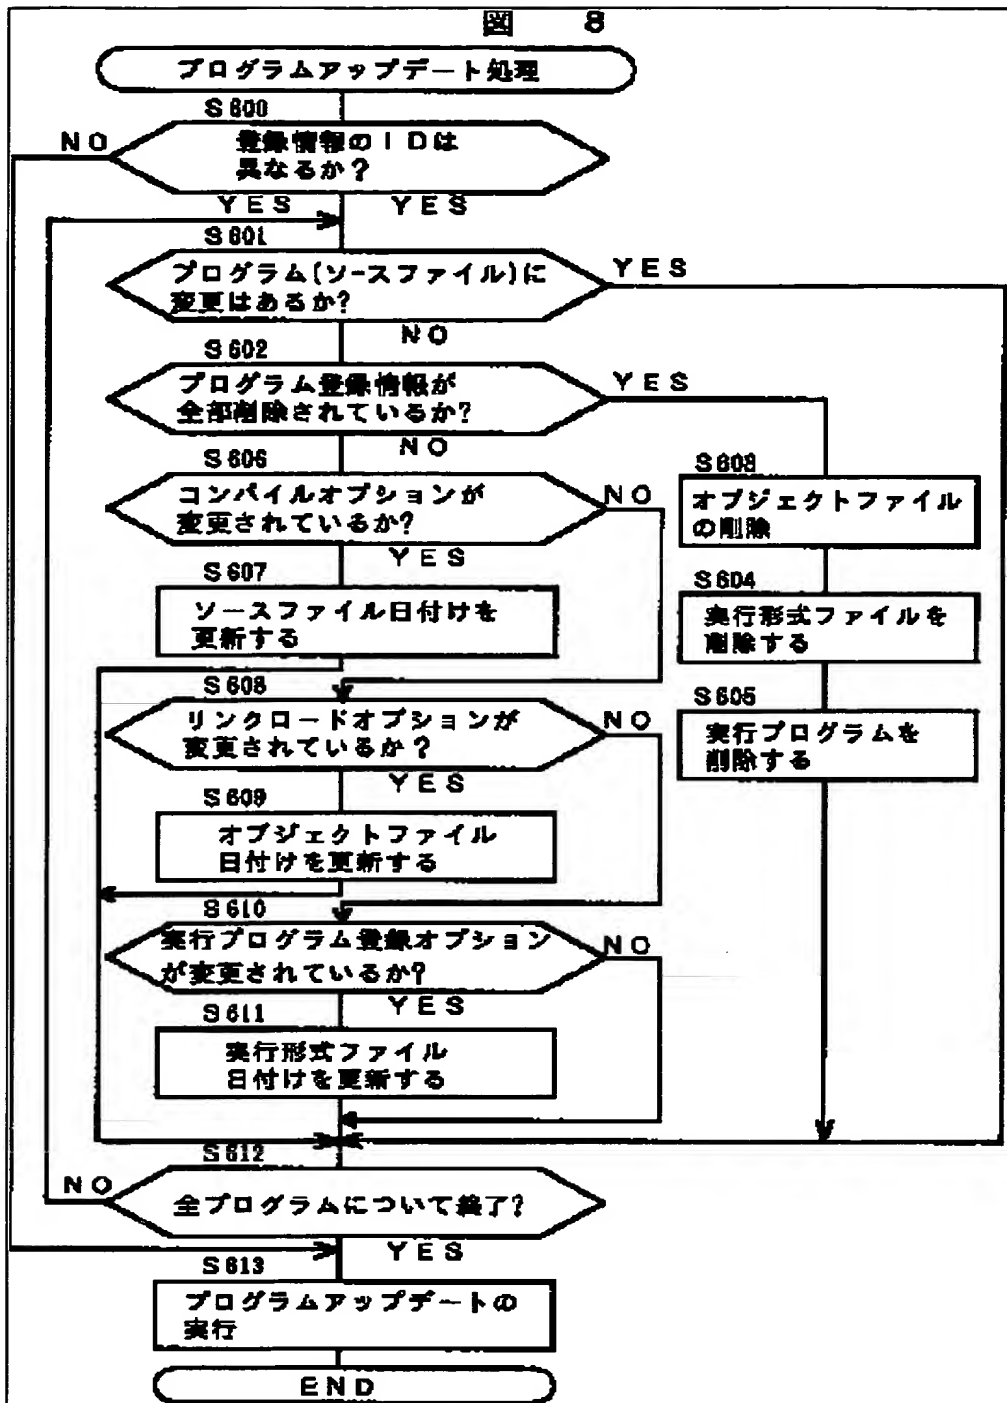 図 8
プログラムアップデート処理
S600
NO
登録情報のIDは
異なるか?
YES YES
S601
プログラム(ソースファイル)に
変更はあるか?
YES
NO
S602
プログラム登録情報が
全部削除されているか?
YES
NO
S606
コンパイルオプションが
変更されているか?
NO
YES
S603
オブジェクトファイル
の削除
S607
ソースファイル日付けを
更新する
S604
実行形式ファイルを
削除する
S608
リンクロードオプションが
変更されているか?
NO
YES
S605
実行プログラムを
削除する
S609
オブジェクトファイル
日付けを更新する
S610
実行プログラム登録オプション
が変更されているか?
NO
YES
S611
実行形式ファイル
日付けを更新する
S612
NO
全プログラムについて終了?
YES
S613
プログラムアップデートの
実行
END